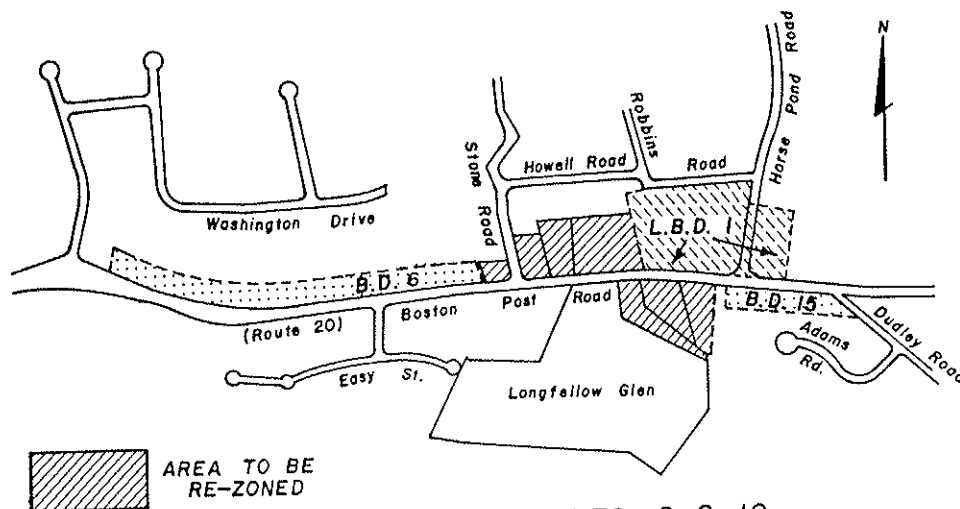 N
Horse Pond Road
Robbins
Stone Road
Howell Road
Road
Washington Drive
L.B.D. 1
B.D. 6
B.D. 15
(Route 20)
Boston Post Road
Easy St.
Longfellow Glen
Adams Rd.
Dudley Road
AREA TO BE
RE-ZONED